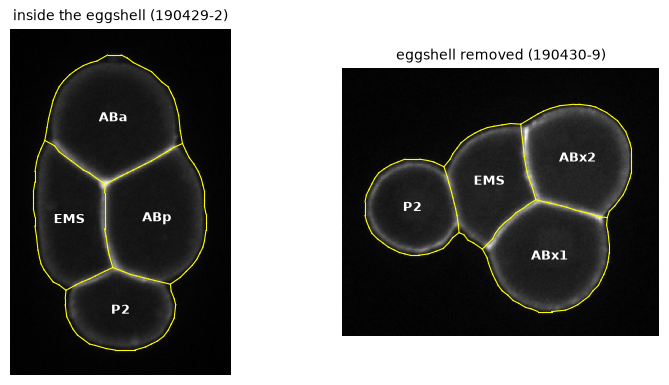 inside the eggshell (190429-2)
ABa
EMS
ABp
P2
eggshell removed (190430-9)
ABx2
EMS
P2
ABx1